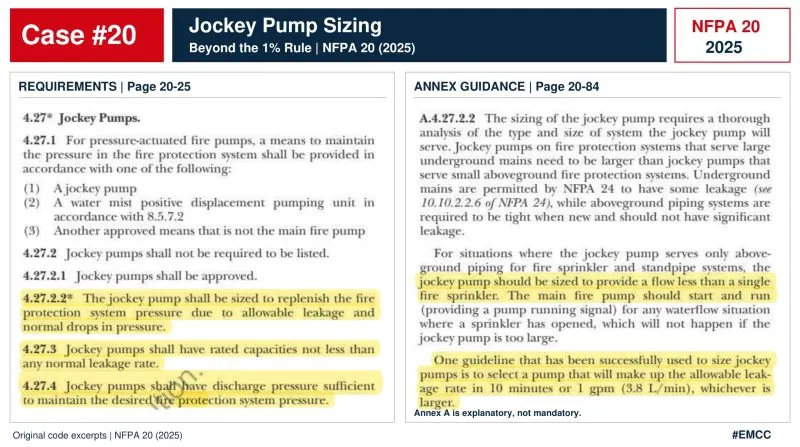 Case #20
Jockey Pump Sizing
Beyond the 1% Rule | NFPA 20 (2025)
NFPA 20
2025
REQUIREMENTS | Page 20-25
4.27* Jockey Pumps.
4.27.1 For pressure-actuated fire pumps, a means to maintain
the pressure in the fire protection system shall be provided in
accordance with one of the following:
(1) A jockey pump
(2) A water mist positive displacement pumping unit in
accordance with 8.5.7.2
(3) Another approved means that is not the main fire pump
4.27.2 Jockey pumps shall not be required to be listed.
4.27.2.1 Jockey pumps shall be approved.
4.27.2.2* The jockey pump shall be sized to replenish the fire
protection system pressure due to allowable leakage and
normal drops in pressure.
4.27.3 Jockey pumps shall have rated capacities not less than
any normal leakage rate.
4.27.4 Jockey pumps shall have discharge pressure sufficient
to maintain the desired fire protection system pressure.
ANNEX GUIDANCE | Page 20-84
A.4.27.2.2 The sizing of the jockey pump requires a thorough
analysis of the type and size of system the jockey pump will
serve. Jockey pumps on fire protection systems that serve large
underground mains need to be larger than jockey pumps that
serve small aboveground fire protection systems. Underground
mains are permitted by NFPA 24 to have some leakage (see
10.10.2.2.6 of NFPA 24), while aboveground piping systems are
required to be tight when new and should not have significant
leakage.
For situations where the jockey pump serves only above-
ground piping for fire sprinkler and standpipe systems, the
jockey pump should be sized to provide a flow less than a single
fire sprinkler. The main fire pump should start and run
(providing a pump running signal) for any waterflow situation
where a sprinkler has opened, which will not happen if the
jockey pump is too large.
One guideline that has been successfully used to size jockey
pumps is to select a pump that will make up the allowable leak-
age rate in 10 minutes or 1 gpm (3.8 L/min), whichever is
larger.
Annex A is explanatory, not mandatory.
Original code excerpts | NFPA 20 (2025)
#EMCC